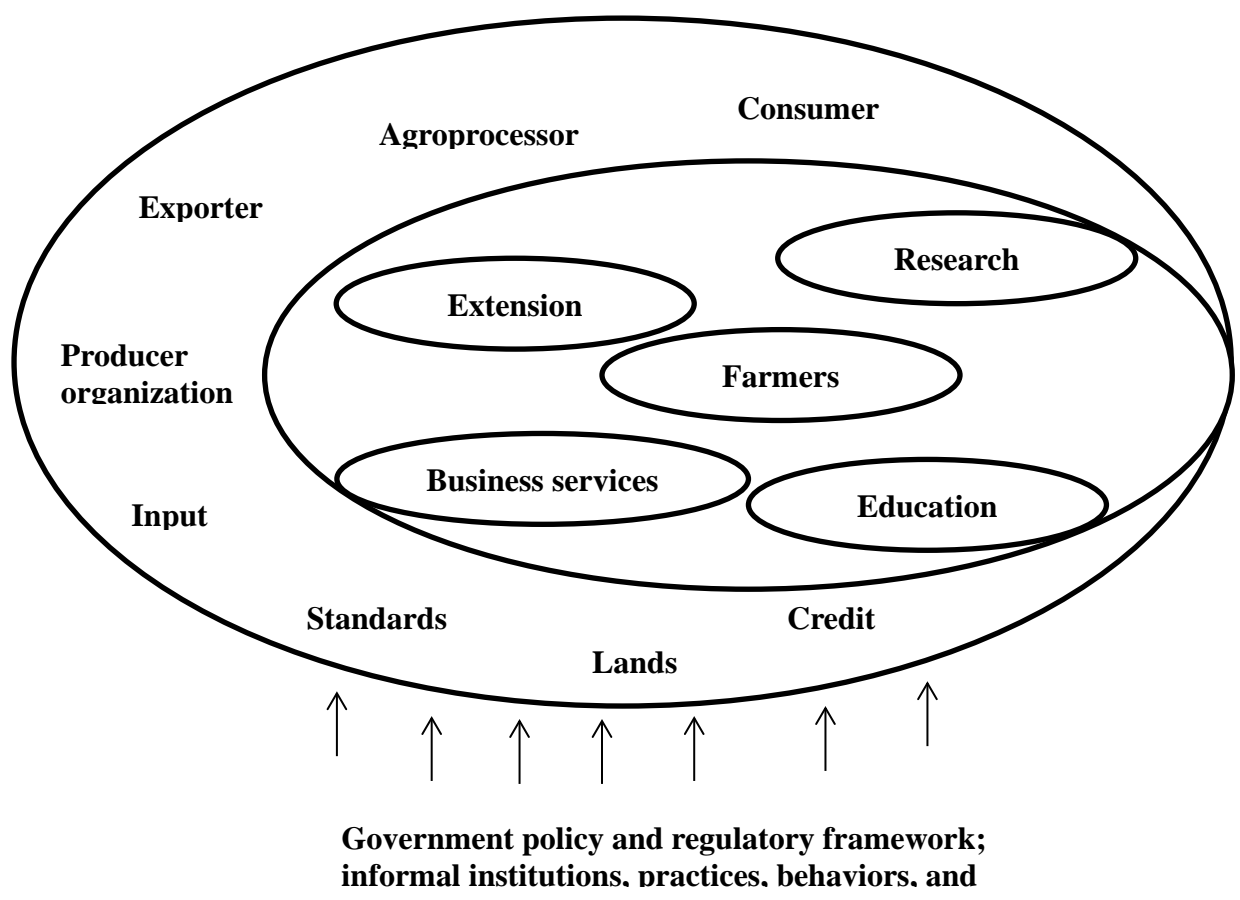 Consumer
Agroprocessor
Exporter
Research
Extension
Producer
organization
Farmers
Business services
Education
Input
Standards
Credit
Lands
Government policy and regulatory framework;
informal institutions, practices, behaviors, and